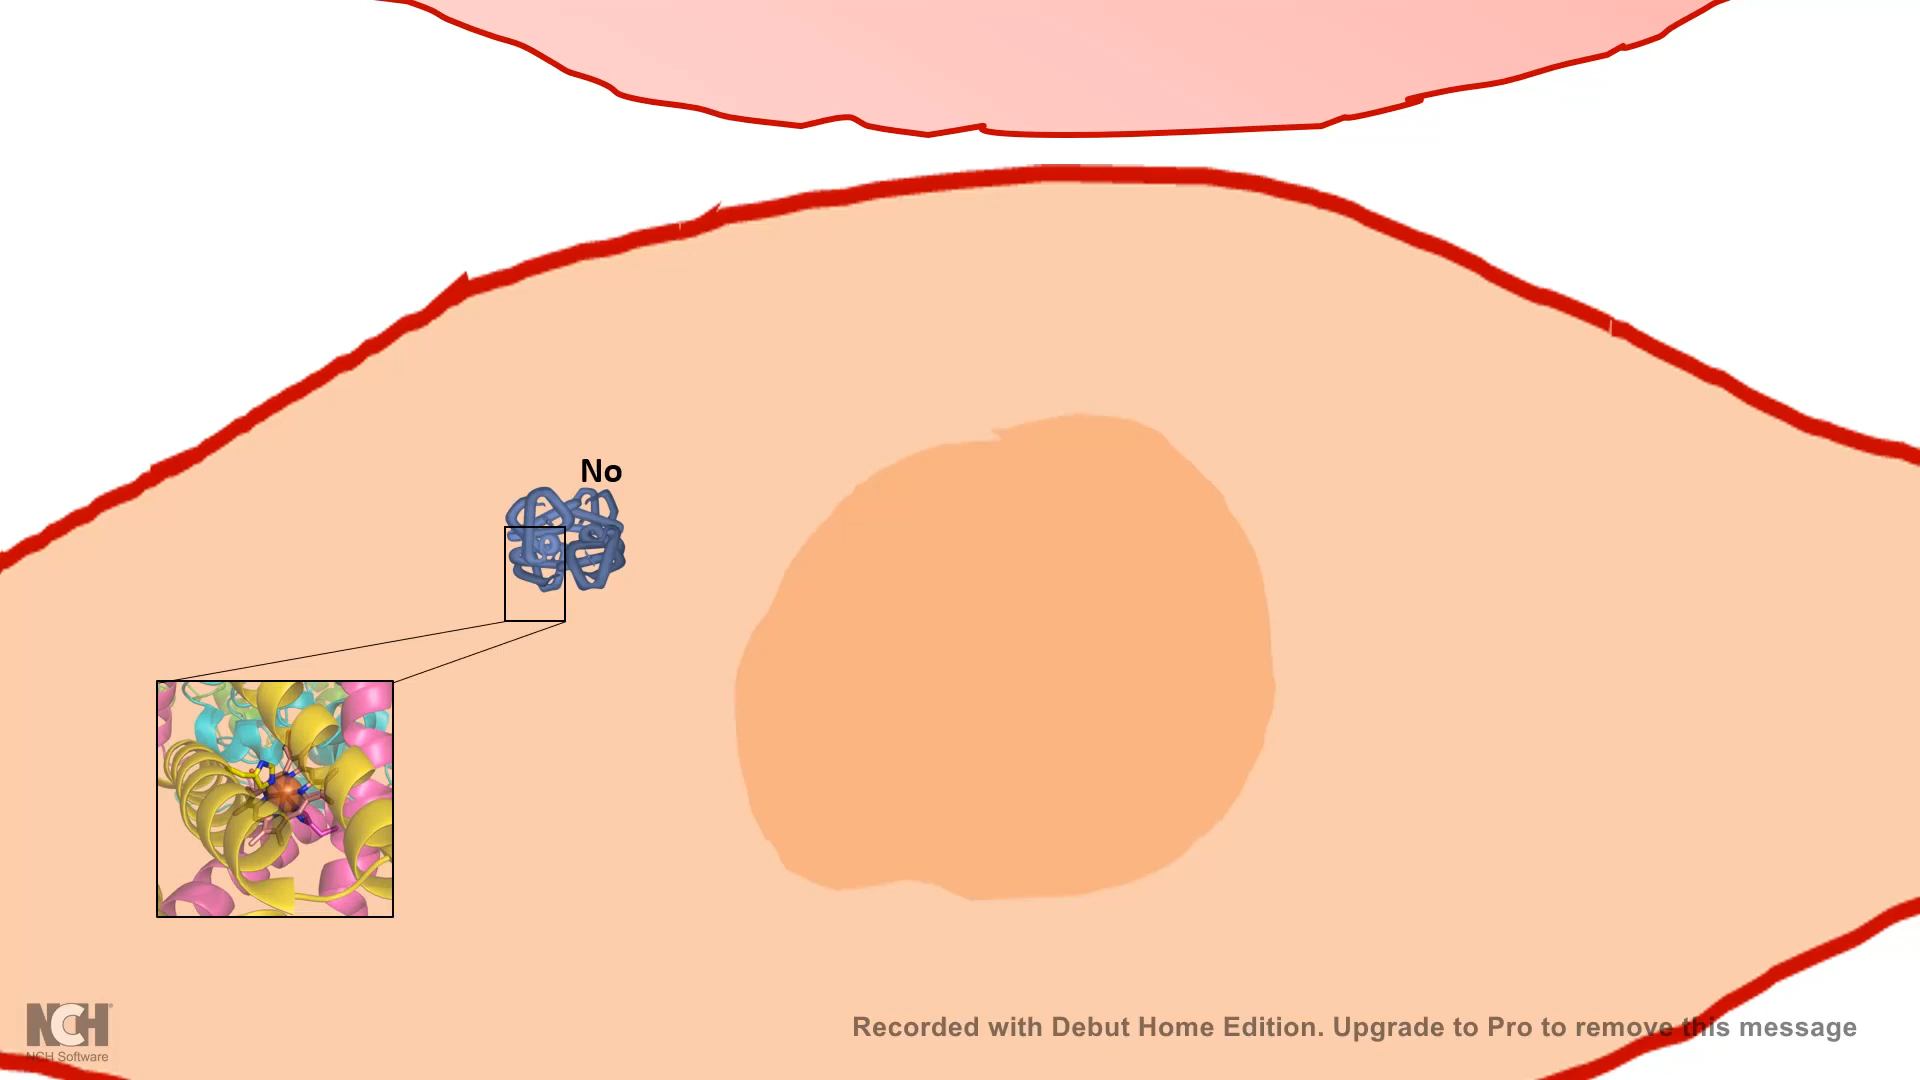 No
NCH
NCH Software
Recorded with Debut Home Edition. Upgrade to Pro to remove this message